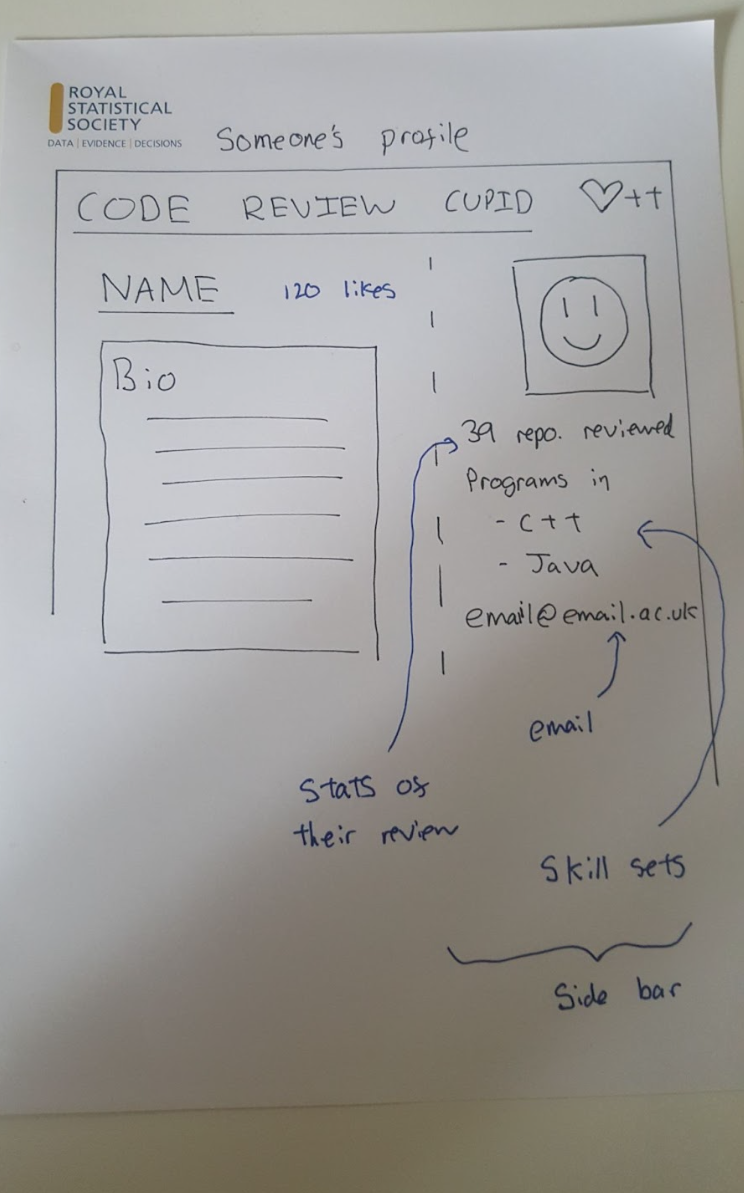 ROYAL
STATISTICAL
SOCIETY
DATA | EVIDENCE | DECISIONS
Someone's profile
CODE REVIEW CUPID ♡++
NAME 120 likes
Bio
39 repo. reviewed
Programs in
- C++
- Java
email@email.ac.uk
email
Stats of
their review
Skill sets
Side bar